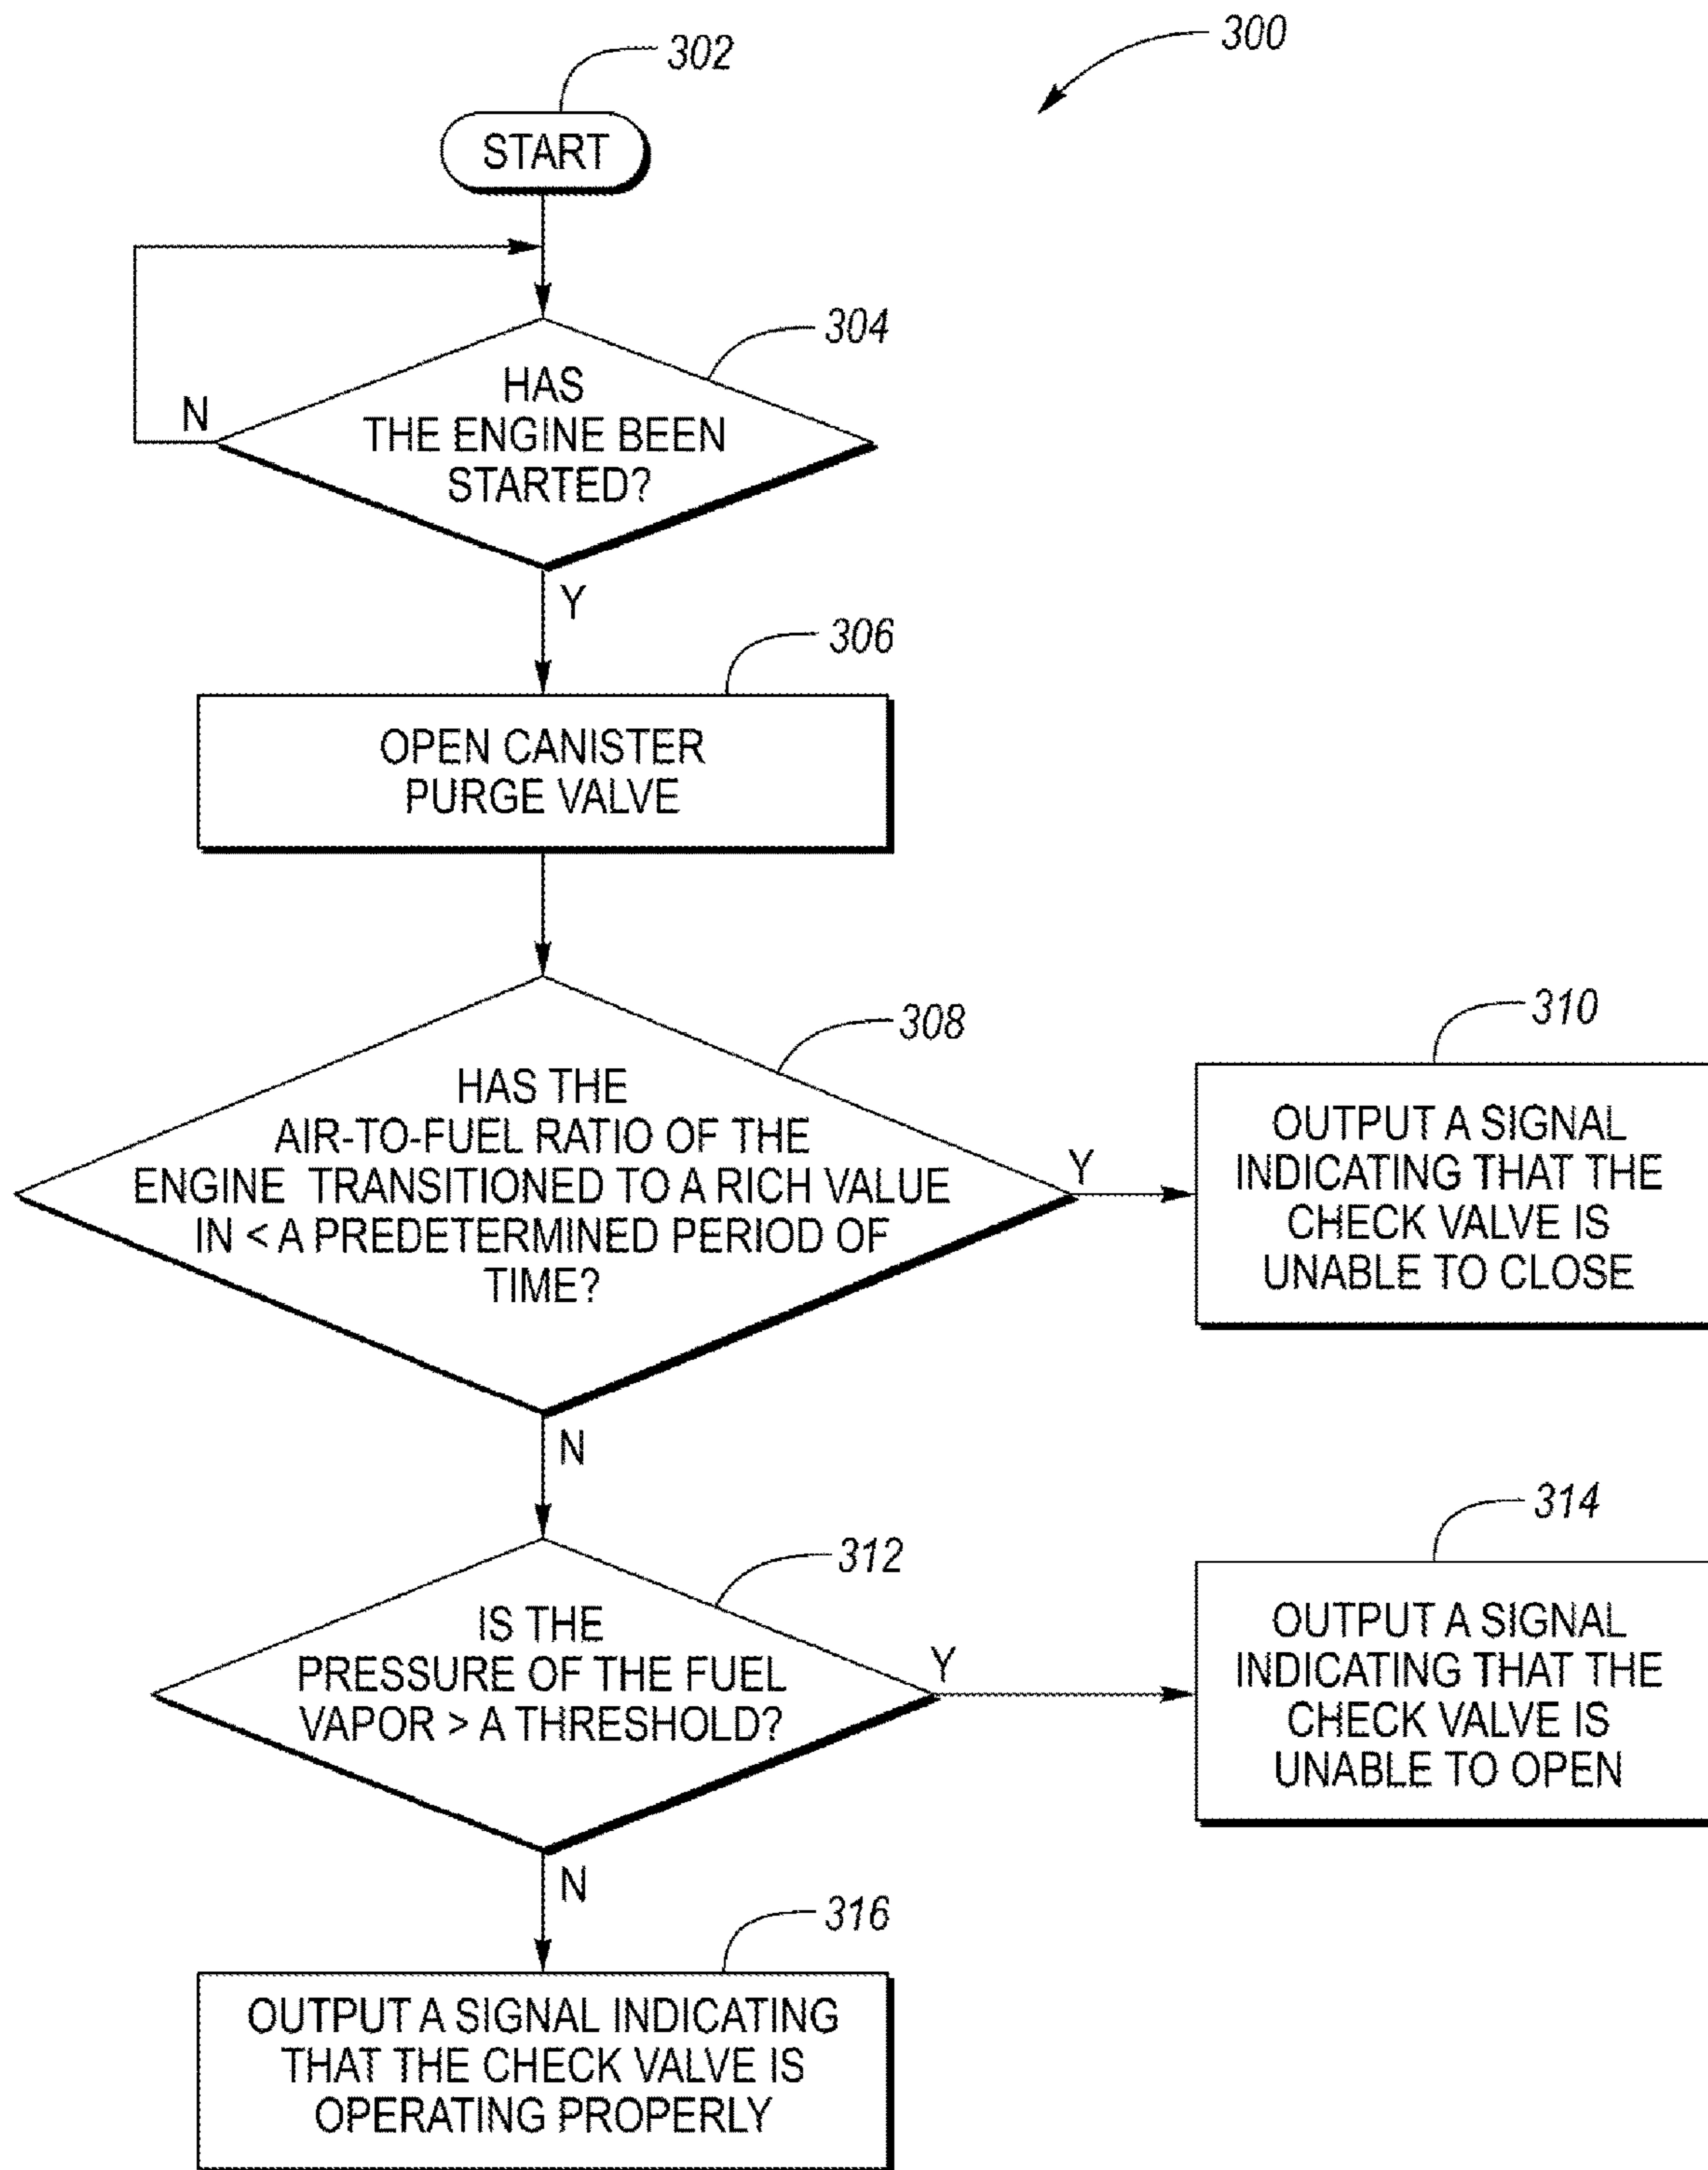 300
302
START
304
HAS
THE ENGINE BEEN
STARTED?
N
Y
306
OPEN CANISTER
PURGE VALVE
308
HAS THE
AIR-TO-FUEL RATIO OF THE
ENGINE TRANSITIONED TO A RICH VALUE
IN < A PREDETERMINED PERIOD OF
TIME?
Y
310
OUTPUT A SIGNAL
INDICATING THAT THE
CHECK VALVE IS
UNABLE TO CLOSE
N
312
IS THE
PRESSURE OF THE FUEL
VAPOR > A THRESHOLD?
Y
314
OUTPUT A SIGNAL
INDICATING THAT THE
CHECK VALVE IS
UNABLE TO OPEN
N
316
OUTPUT A SIGNAL INDICATING
THAT THE CHECK VALVE IS
OPERATING PROPERLY